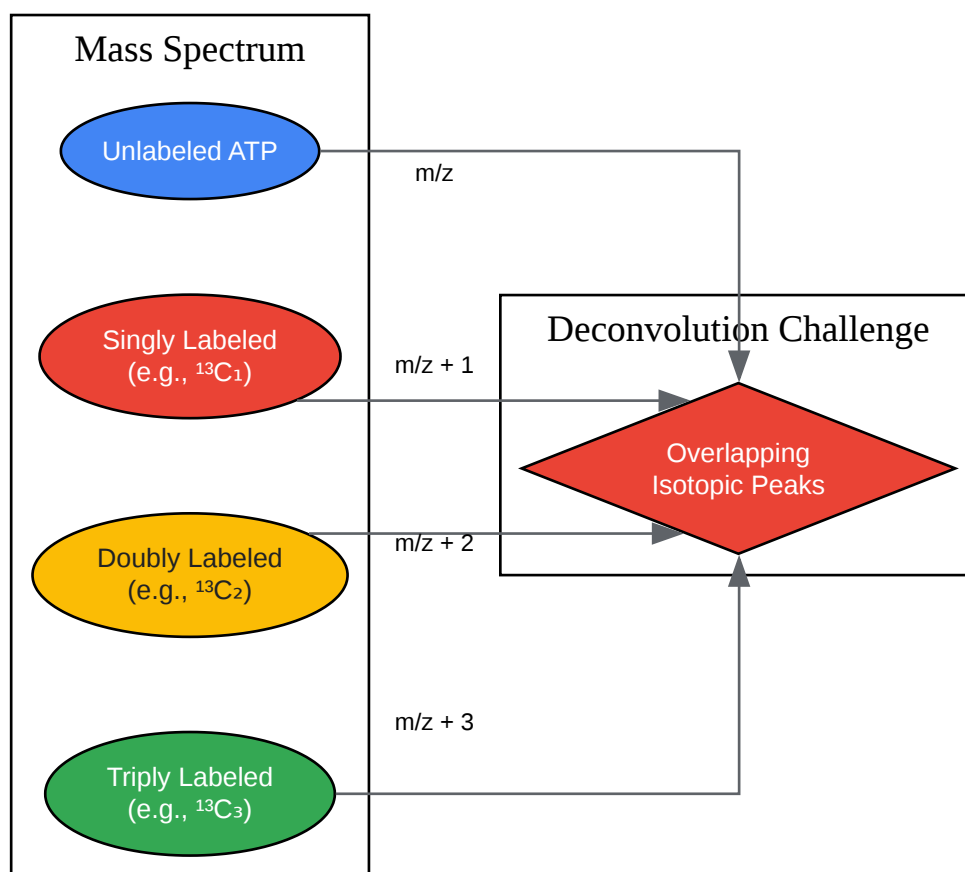 Mass Spectrum
Unlabeled ATP
m/z
Singly Labeled
(e.g., ¹³C₁)
m/z + 1
Deconvolution Challenge
Overlapping
Isotopic Peaks
Doubly Labeled
(e.g., ¹³C₂)
m/z + 2
Triply Labeled
(e.g., ¹³C₃)
m/z + 3